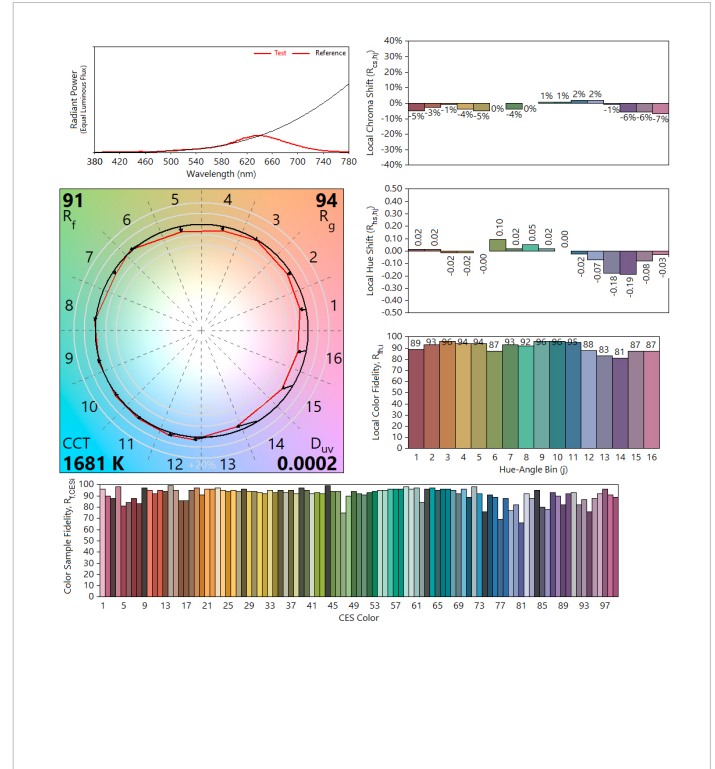 Test Reference
Radiant Power
(Equal Luminous Flux)
380 420 460 500 540 580 620 660 700 740 780
Wavelength (nm)
Local Chroma Shift (Rcs,hj)
40%
30%
20%
10%
0%
-10%
-20%
-30%
-40%
-5% -3% -1% -4% -5% 0% -4% 0% 1% 1% 2% 2% -1% -6% -6% -7%
91
Rf
94
Rg
CCT
1681 K
Duv
0.0002
1
2
3
4
5
6
7
8
9
10
11
12
13
14
15
16
+20%
Local Hue Shift (Rhs,hj)
0.50
0.40
0.30
0.20
0.10
0.00
-0.10
-0.20
-0.30
-0.40
-0.50
0.02 0.02 -0.02 -0.02 -0.00 0.10 0.02 0.05 0.02 0.00 -0.02 -0.07 -0.18 -0.19 -0.08 -0.03
Local Color Fidelity, Rfh,i
100
90
80
70
60
50
40
30
20
10
0
89 93 96 94 94 87 93 92 96 96 95 88 83 81 87 87
1 2 3 4 5 6 7 8 9 10 11 12 13 14 15 16
Hue-Angle Bin (j)
Color Sample Fidelity, Rf,CESi
100
90
80
70
60
50
40
30
20
10
0
1 5 9 13 17 21 25 29 33 37 41 45 49 53 57 61 65 69 73 77 81 85 89 93 97
CES Color